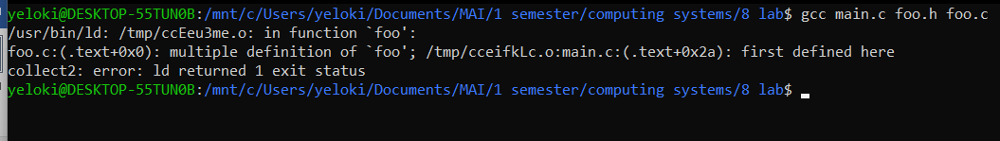 yeloki@DESKTOP-55TUN0B:/mnt/c/Users/yeloki/Documents/MAI/1 semester/computing systems/8 lab$ gcc main.c foo.h foo.c
/usr/bin/ld: /tmp/ccEeu3me.o: in function `foo':
foo.c:(.text+0x0): multiple definition of `foo'; /tmp/cceifkLc.o:main.c:(.text+0x2a): first defined here
collect2: error: ld returned 1 exit status
yeloki@DESKTOP-55TUN0B:/mnt/c/Users/yeloki/Documents/MAI/1 semester/computing systems/8 lab$